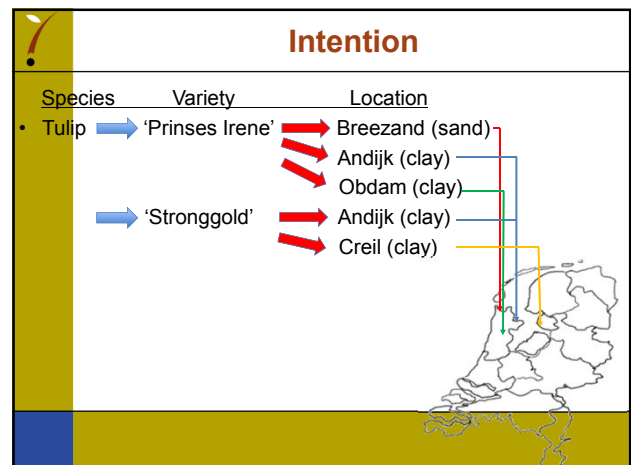 Intention
Species Variety Location
• Tulip ‘Prinses Irene’ Breezand (sand)
Andijk (clay)
Obdam (clay)
‘Stronggold’ Andijk (clay)
Creil (clay)